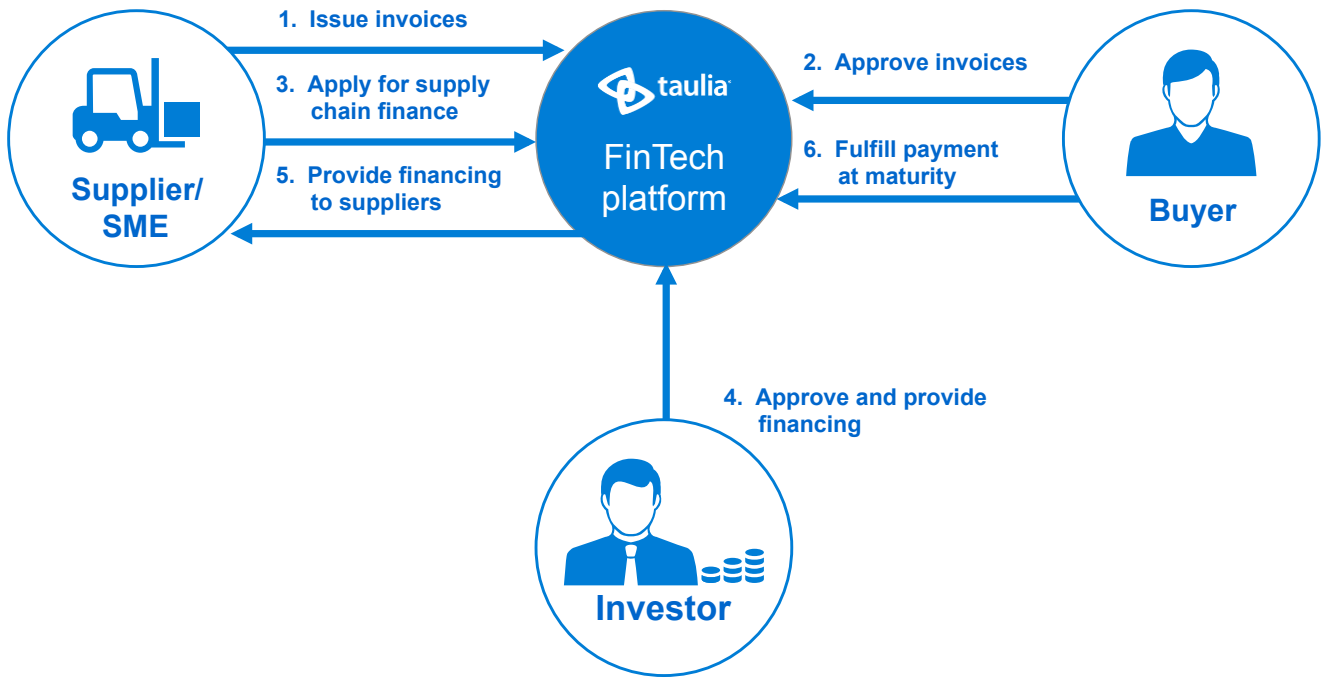 1. Issue invoices
3. Apply for supply
chain finance
5. Provide financing
to suppliers
Supplier/
SME
taulia
FinTech
platform
2. Approve invoices
6. Fulfill payment
at maturity
Buyer
4. Approve and provide
financing
Investor